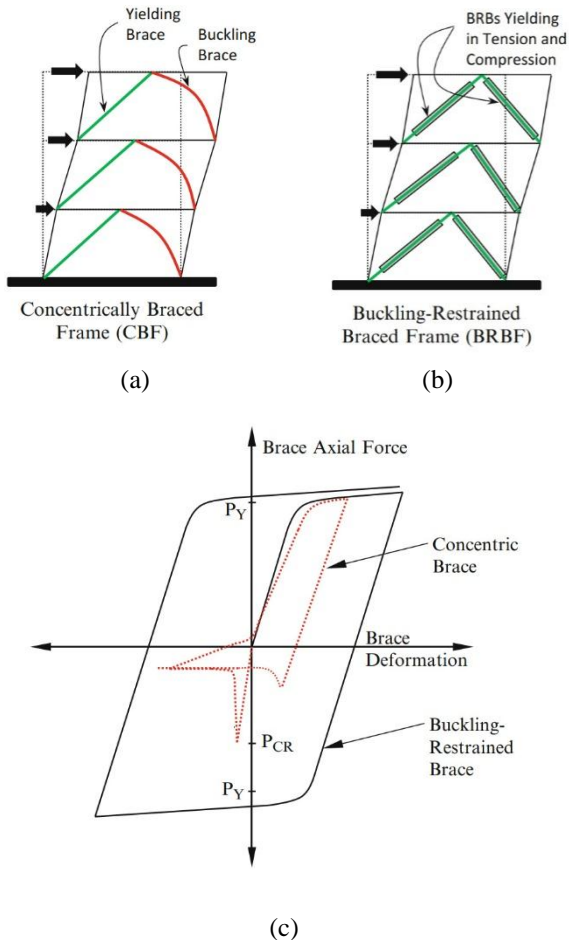 Yielding
Brace
Buckling
Brace
Concentrically Braced
Frame (CBF)
(a)
BRBs Yielding
in Tension and
Compression
Buckling-Restrained
Braced Frame (BRBF)
(b)
Brace Axial Force
PY
Concentric
Brace
Brace
Deformation
Buckling-
Restrained
Brace
PCR
PY
(c)